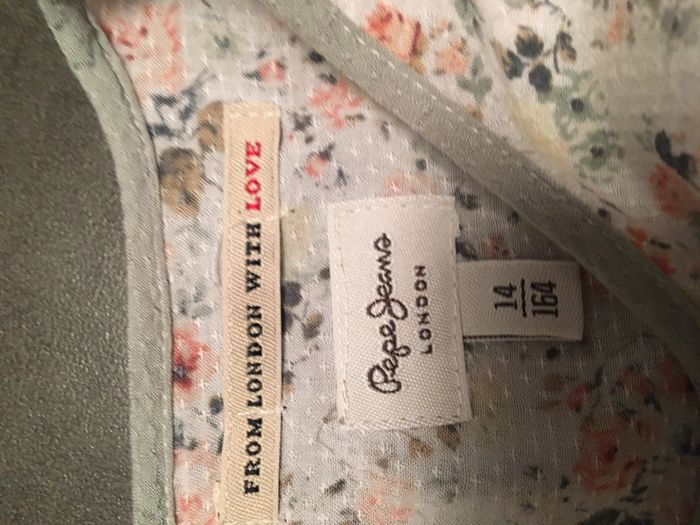 FROM LONDON WITH LOVE
Pepe Jeans
LONDON
14
164